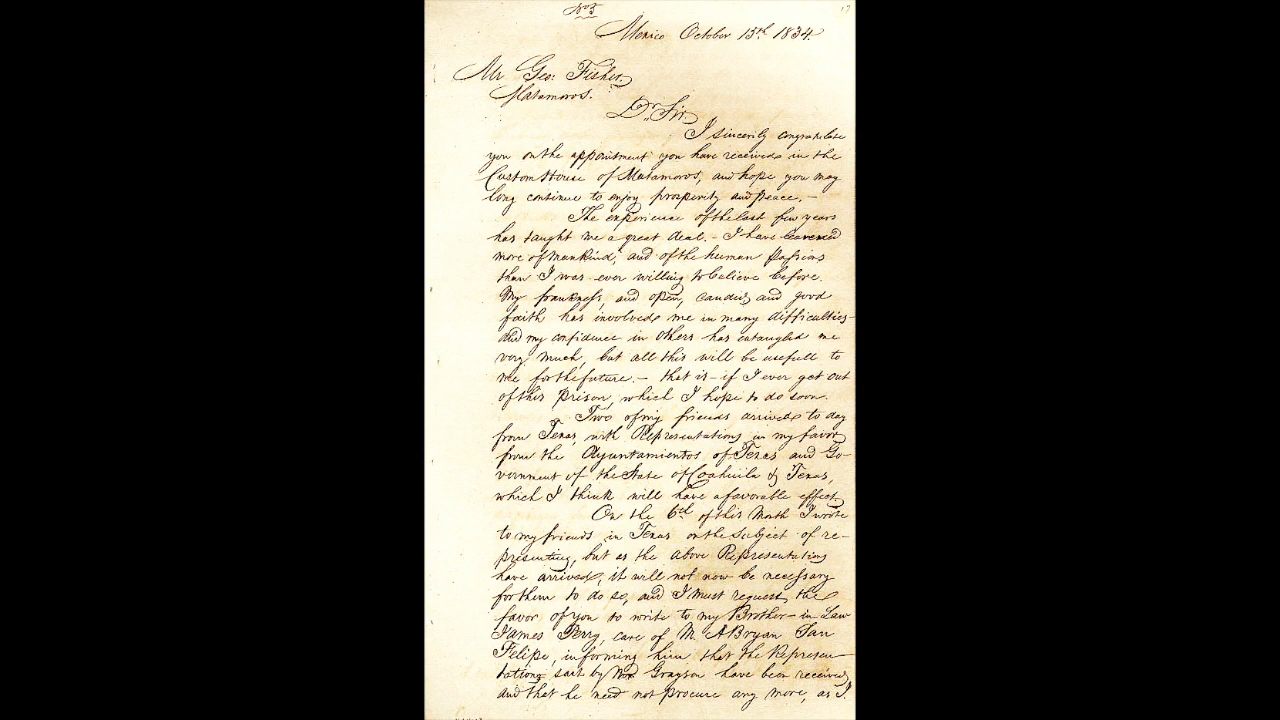 No 3
17
Mexico October 15th 1834.
Mr Geo: Fisher,
Matamoros.
Dr Sir,
I sincerely congratulate
you on the appointment you have received in the
Custom House of Matamoros, and hope you may
long continue to enjoy prosperity and peace. —
The experience of the last few years
has taught me a great deal. – I have learned
more of mankind, and of the human Passions
than I was ever willing to believe before.
My frankness, and open, candid, and good
faith has involved me in many difficulties
and my confidence in others has entangled me
very much, but all this will be usefull to
me for the future. – that is – if I ever get out
of this prison, which I hope to do soon.
Two of my friends arrived to day
from Texas, with Representations in my favor
from the Ayuntamientos of Texas and Go-
vernment of the State of Coahuila & Texas,
which I think will have a favorable effect.
On the 6th of this Month I wrote
to my friends in Texas on the subject of re-
presenting, but as the above Representations
have arrived, it will not now be necessary
for them to do so, and I must request the
favor of you to write to my Brother-in Law
James Perry, care of M. A Bryan San
Felipe, informing him that the Represen-
tations sent by Grayson have been received,
and that he need not procure any more, as I